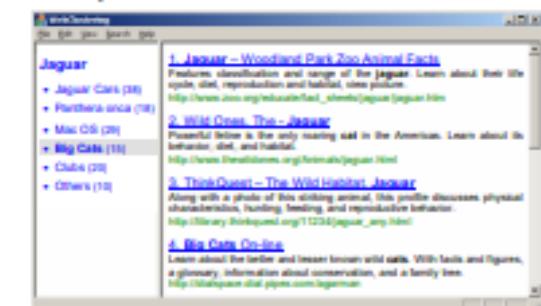 WebClustering
File Edit View Search Help
Jaguar
Jaguar Cars (38)
Panthera onca (18)
Mac OS (29)
Big Cats (15)
Clubs (20)
Others (10)
1. Jaguar – Woodland Park Zoo Animal Facts
Features classification and range of the jaguar. Learn about their life
cycle, diet, reproduction and habitat, view picture.
http://www.zoo.org/educate/fact_sheets/jaguar/jaguar.htm
2. Wild Ones, The - Jaguar
Powerful feline is the only roaring cat in the Americas. Learn about its
behavior, diet, and habitat.
http://www.thewildones.org/Animals/jaguar.html
3. ThinkQuest – The Wild Habitat, Jaguar
Along with a photo of this striking animal, this profile discusses physical
characteristics, hunting, feeding, and reproductive behavior.
http://library.thinkquest.org/11234/jaguar_any.html
4. Big Cats On-line
Learn about the better and lesser known wild cats. With facts and figures,
a glossary, information about conservation, and a family tree.
http://dialspace.dial.pipex.com/agarman